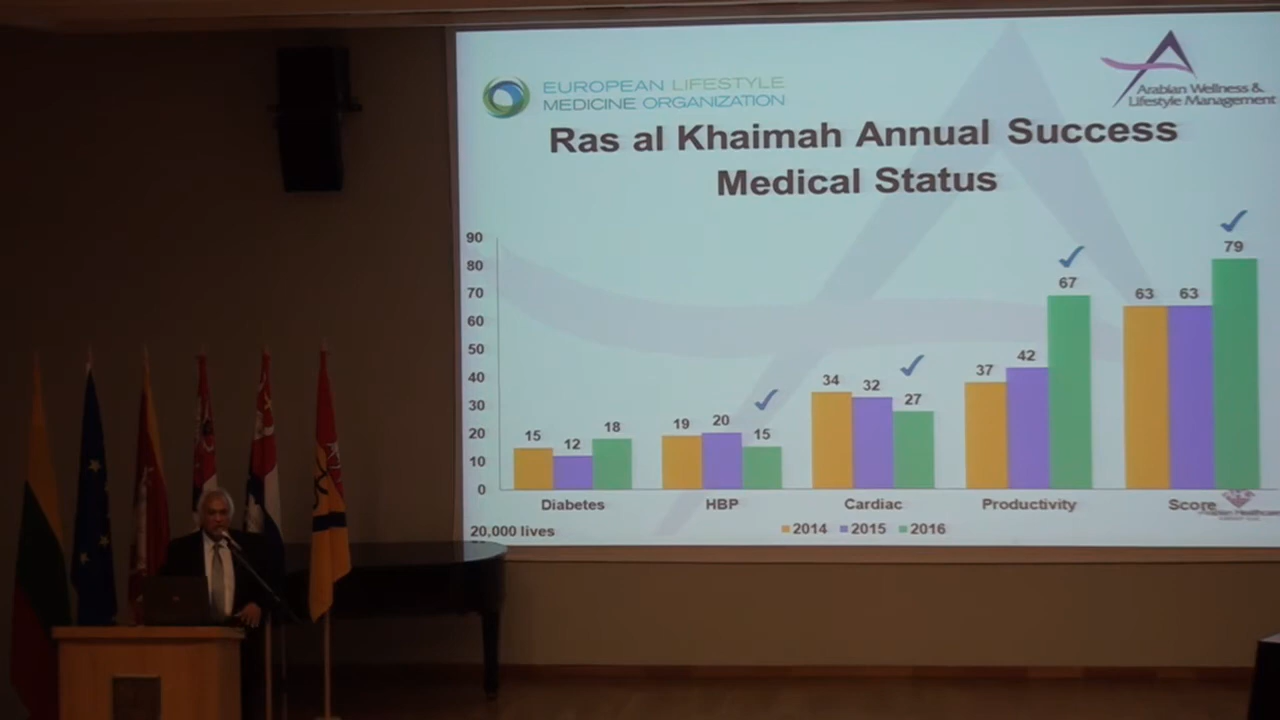 EUROPEAN LIFESTYLE
MEDICINE ORGANIZATION
Arabian Wellness &
Lifestyle Management
Ras al Khaimah Annual Success
Medical Status
90
80
70
60
50
40
30
20
10
0
15
12
18
19
20
15
34
32
27
37
42
67
63
63
79
Diabetes
HBP
Cardiac
Productivity
Score
2014
2015
2016
20,000 lives